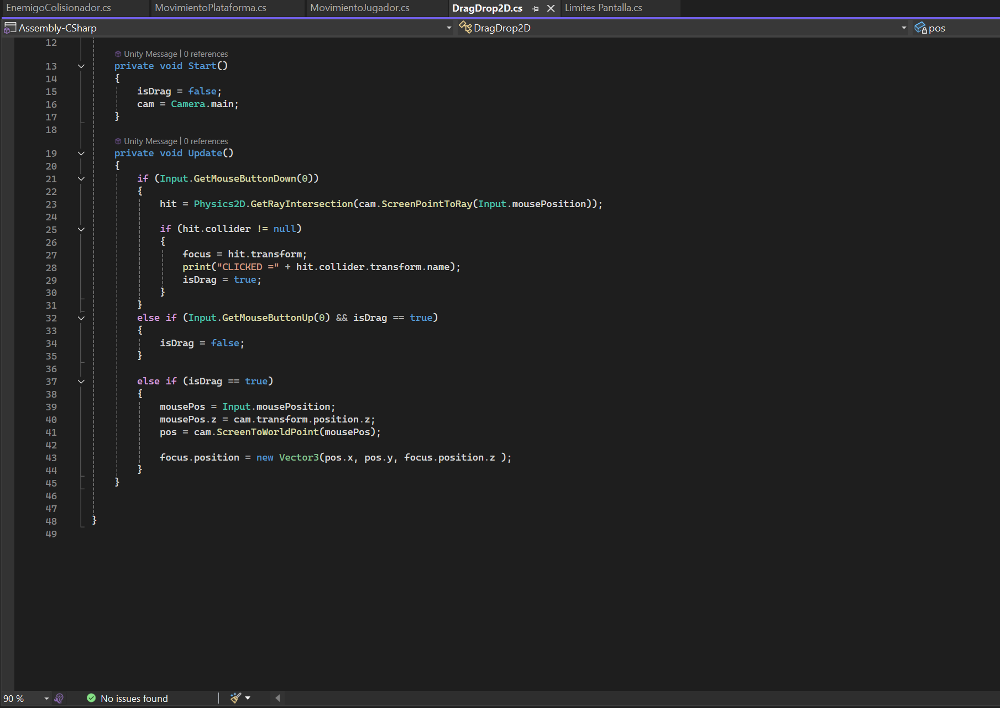 EnemigoColisionador.cs MovimientoPlataforma.cs MovimientoJugador.cs DragDrop2D.cs Limites Pantalla.cs
Assembly-CSharp DragDrop2D pos
12
Unity Message | 0 references
13 private void Start()
14 {
15 isDrag = false;
16 cam = Camera.main;
17 }
18
Unity Message | 0 references
19 private void Update()
20 {
21 if (Input.GetMouseButtonDown(0))
22 {
23 hit = Physics2D.GetRayIntersection(cam.ScreenPointToRay(Input.mousePosition));
24
25 if (hit.collider != null)
26 {
27 focus = hit.transform;
28 print("CLICKED =" + hit.collider.transform.name);
29 isDrag = true;
30 }
31 }
32 else if (Input.GetMouseButtonUp(0) && isDrag == true)
33 {
34 isDrag = false;
35 }
36
37 else if (isDrag == true)
38 {
39 mousePos = Input.mousePosition;
40 mousePos.z = cam.transform.position.z;
41 pos = cam.ScreenToWorldPoint(mousePos);
42
43 focus.position = new Vector3(pos.x, pos.y, focus.position.z );
44 }
45 }
46
47
48 }
49
90 % No issues found